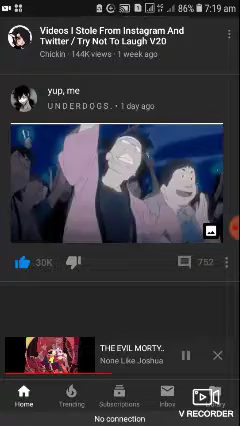 86% 7:19 am
Videos I Stole From Instagram And
Twitter / Try Not To Laugh V20
Chickin · 144K views · 1 week ago
yup, me
U N D E R D O G S . · 1 day ago
30K
752
THE EVIL MORTY..
None Like Joshua
Home
Trending
Subscriptions
Inbox
V RECORDER
No connection